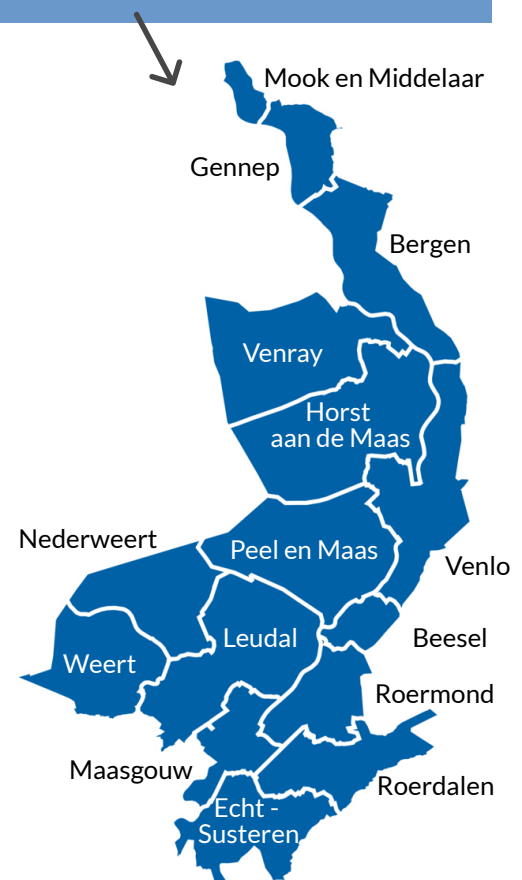 Mook en Middelaar
Gennep
Bergen
Venray
Horst
aan de Maas
Nederweert
Peel en Maas
Venlo
Leudal
Beesel
Weert
Roermond
Maasgouw
Roerdalen
Echt -
Susteren